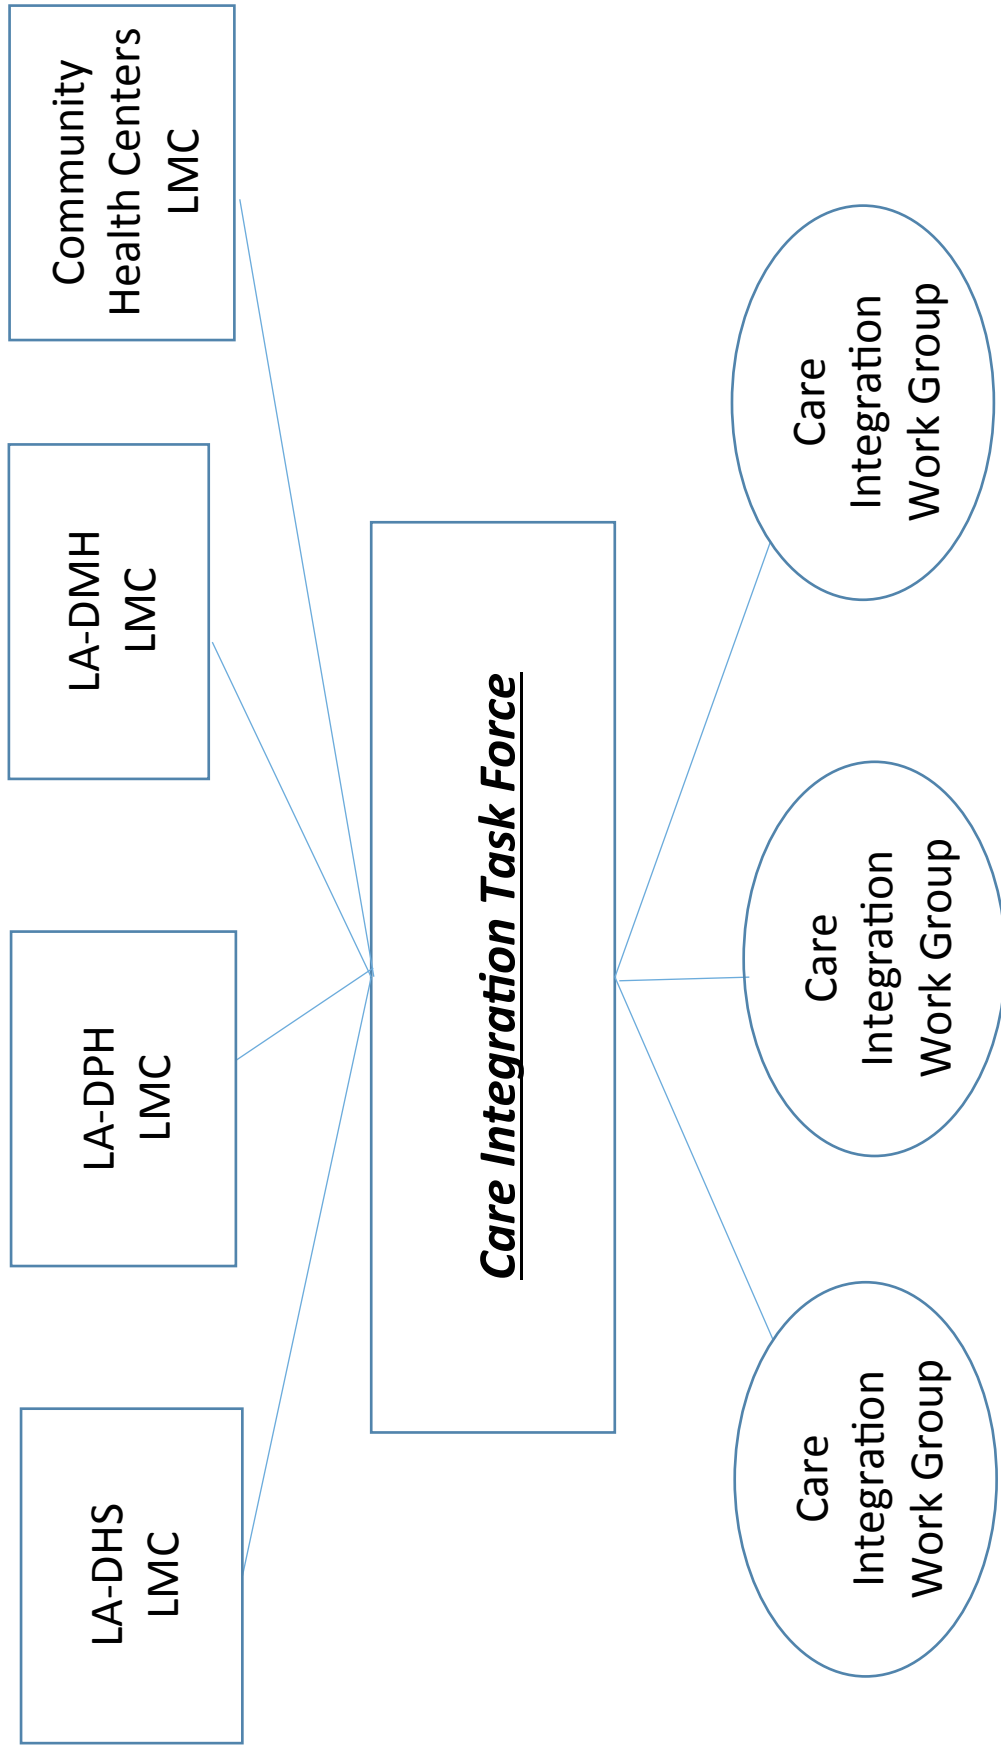 LA-DHS
LMC
LA-DPH
LMC
LA-DMH
LMC
Community
Health Centers
LMC
Care Integration Task Force
Care
Integration
Work Group
Care
Integration
Work Group
Care
Integration
Work Group